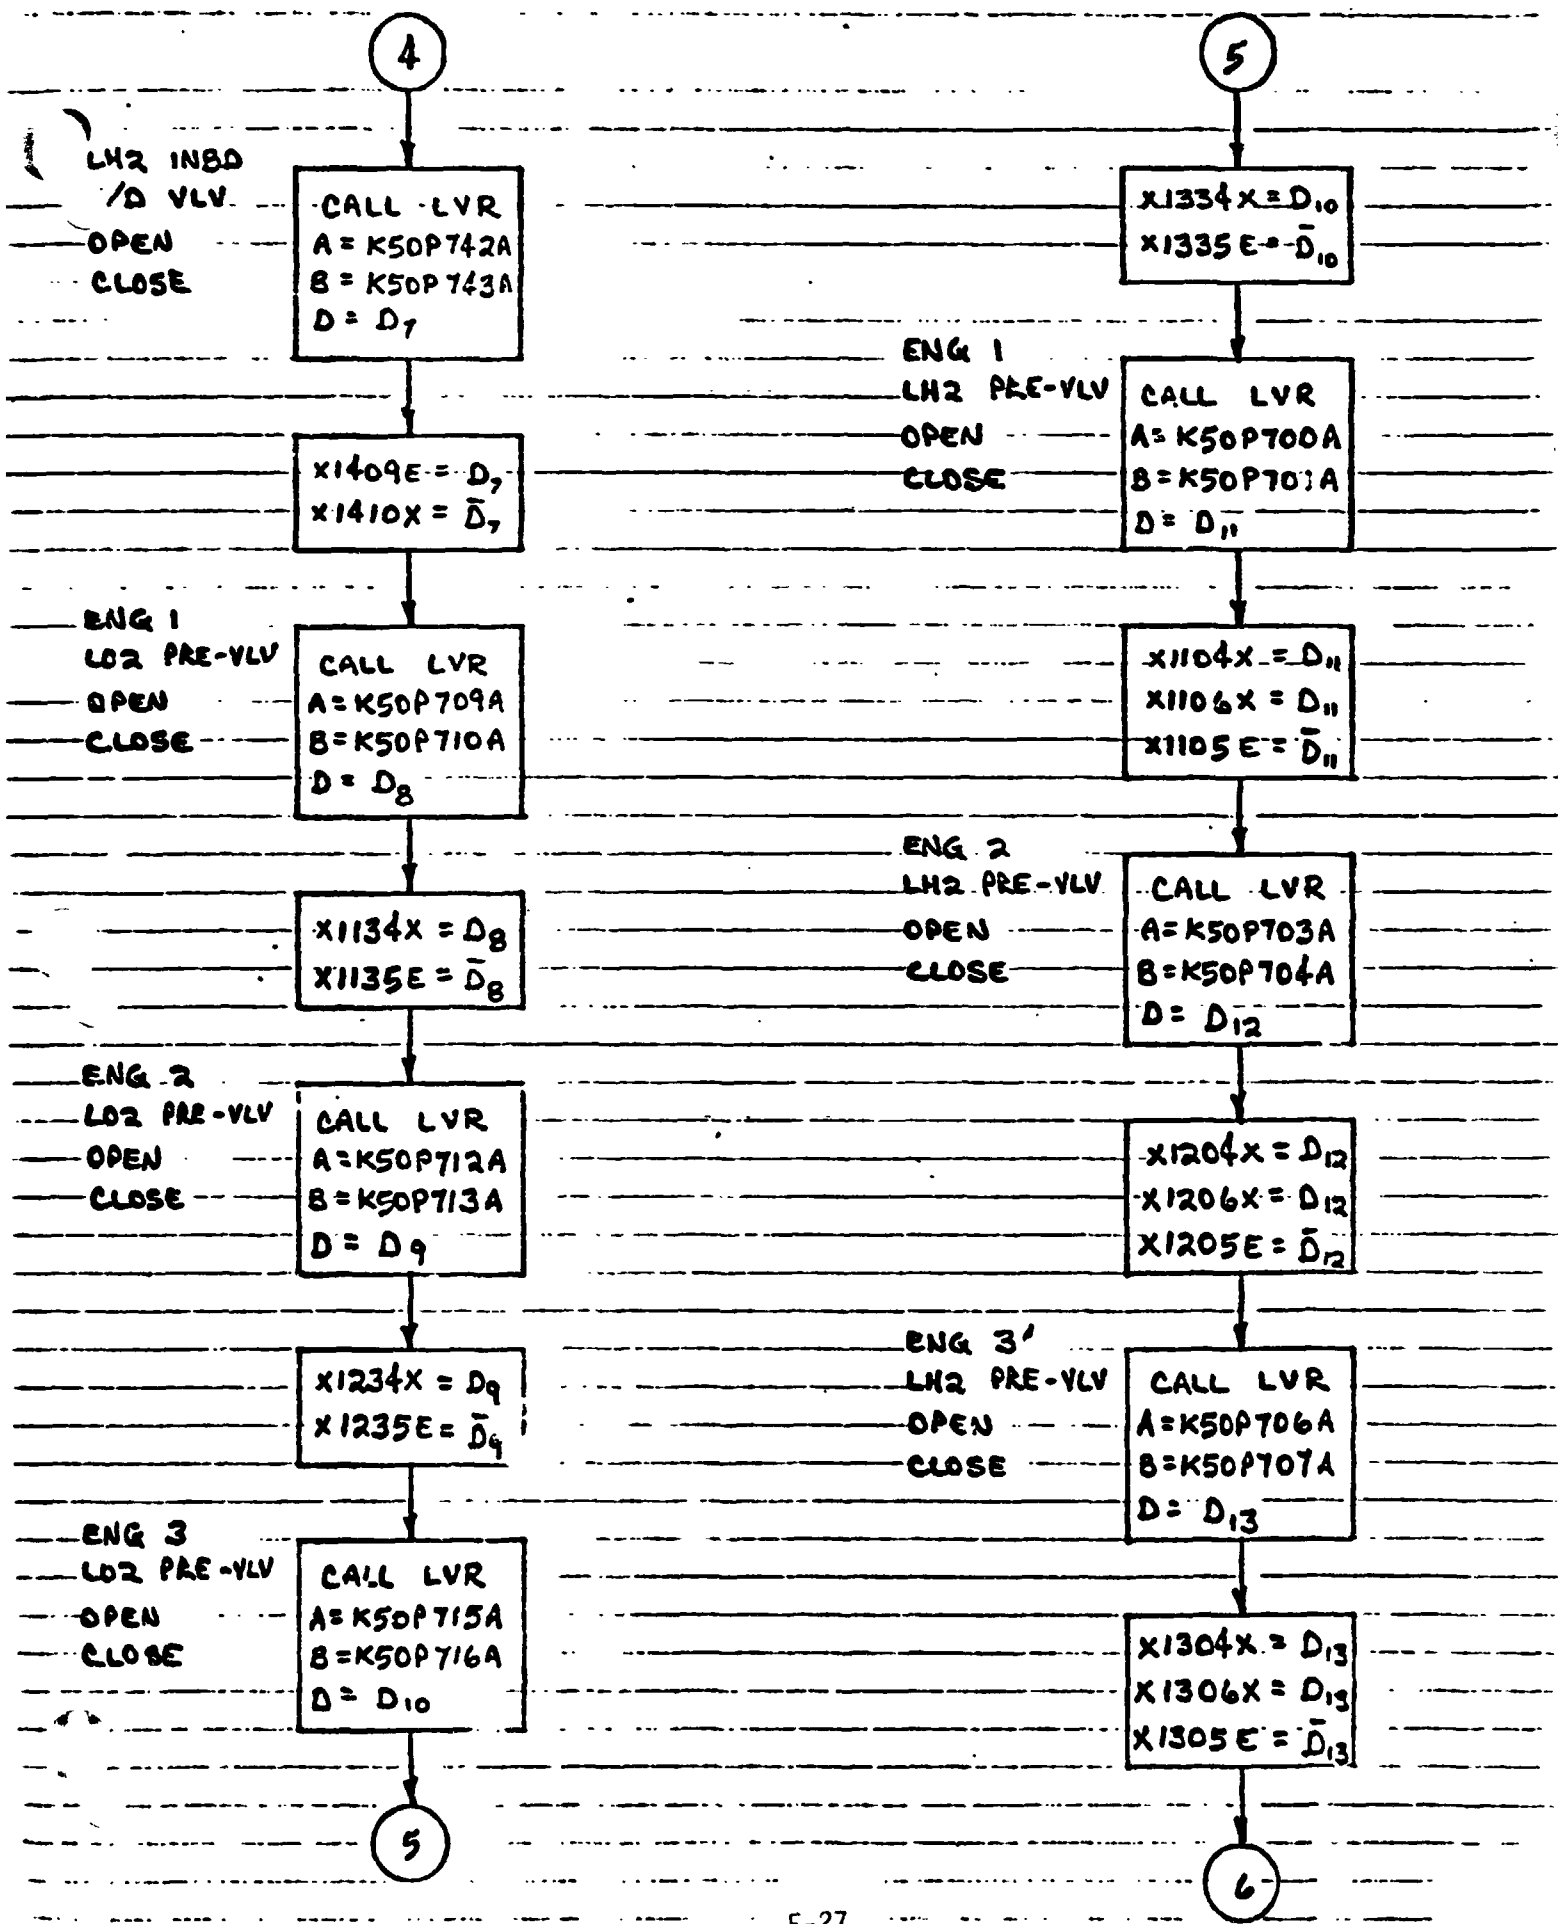 4
LH2 INBD
/D VLV
OPEN
CLOSE
CALL LVR
A = K50P742A
B = K50P743A
D = D7
X1409E = D7
X1410X = D̄7
ENG 1
LO2 PRE-VLV
OPEN
CLOSE
CALL LVR
A = K50P709A
B = K50P710A
D = D8
X1134X = D8
X1135E = D̄8
ENG 2
LO2 PRE-VLV
OPEN
CLOSE
CALL LVR
A = K50P712A
B = K50P713A
D = D9
X1234X = D9
X1235E = D̄9
ENG 3
LO2 PRE-VLV
OPEN
CLOSE
CALL LVR
A = K50P715A
B = K50P716A
D = D10
5
5
X1334X = D10
X1335E = D̄10
ENG 1
LH2 PRE-VLV
OPEN
CLOSE
CALL LVR
A = K50P700A
B = K50P701A
D = D11
X1104X = D11
X1106X = D11
X1105E = D̄11
ENG 2
LH2 PRE-VLV
OPEN
CLOSE
CALL LVR
A = K50P703A
B = K50P704A
D = D12
X1204X = D12
X1206X = D12
X1205E = D̄12
ENG 3
LH2 PRE-VLV
OPEN
CLOSE
CALL LVR
A = K50P706A
B = K50P707A
D = D13
X1304X = D13
X1306X = D13
X1305E = D̄13
6